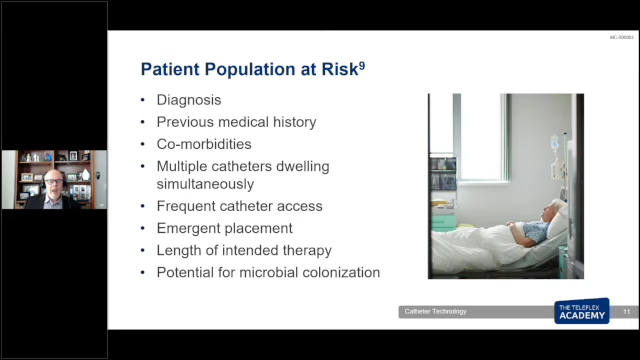 Patient Population at Risk9
• Diagnosis
• Previous medical history
• Co-morbidities
• Multiple catheters dwelling
simultaneously
• Frequent catheter access
• Emergent placement
• Length of intended therapy
• Potential for microbial colonization
Catheter Technology
THE TELEFLEX
ACADEMY
11